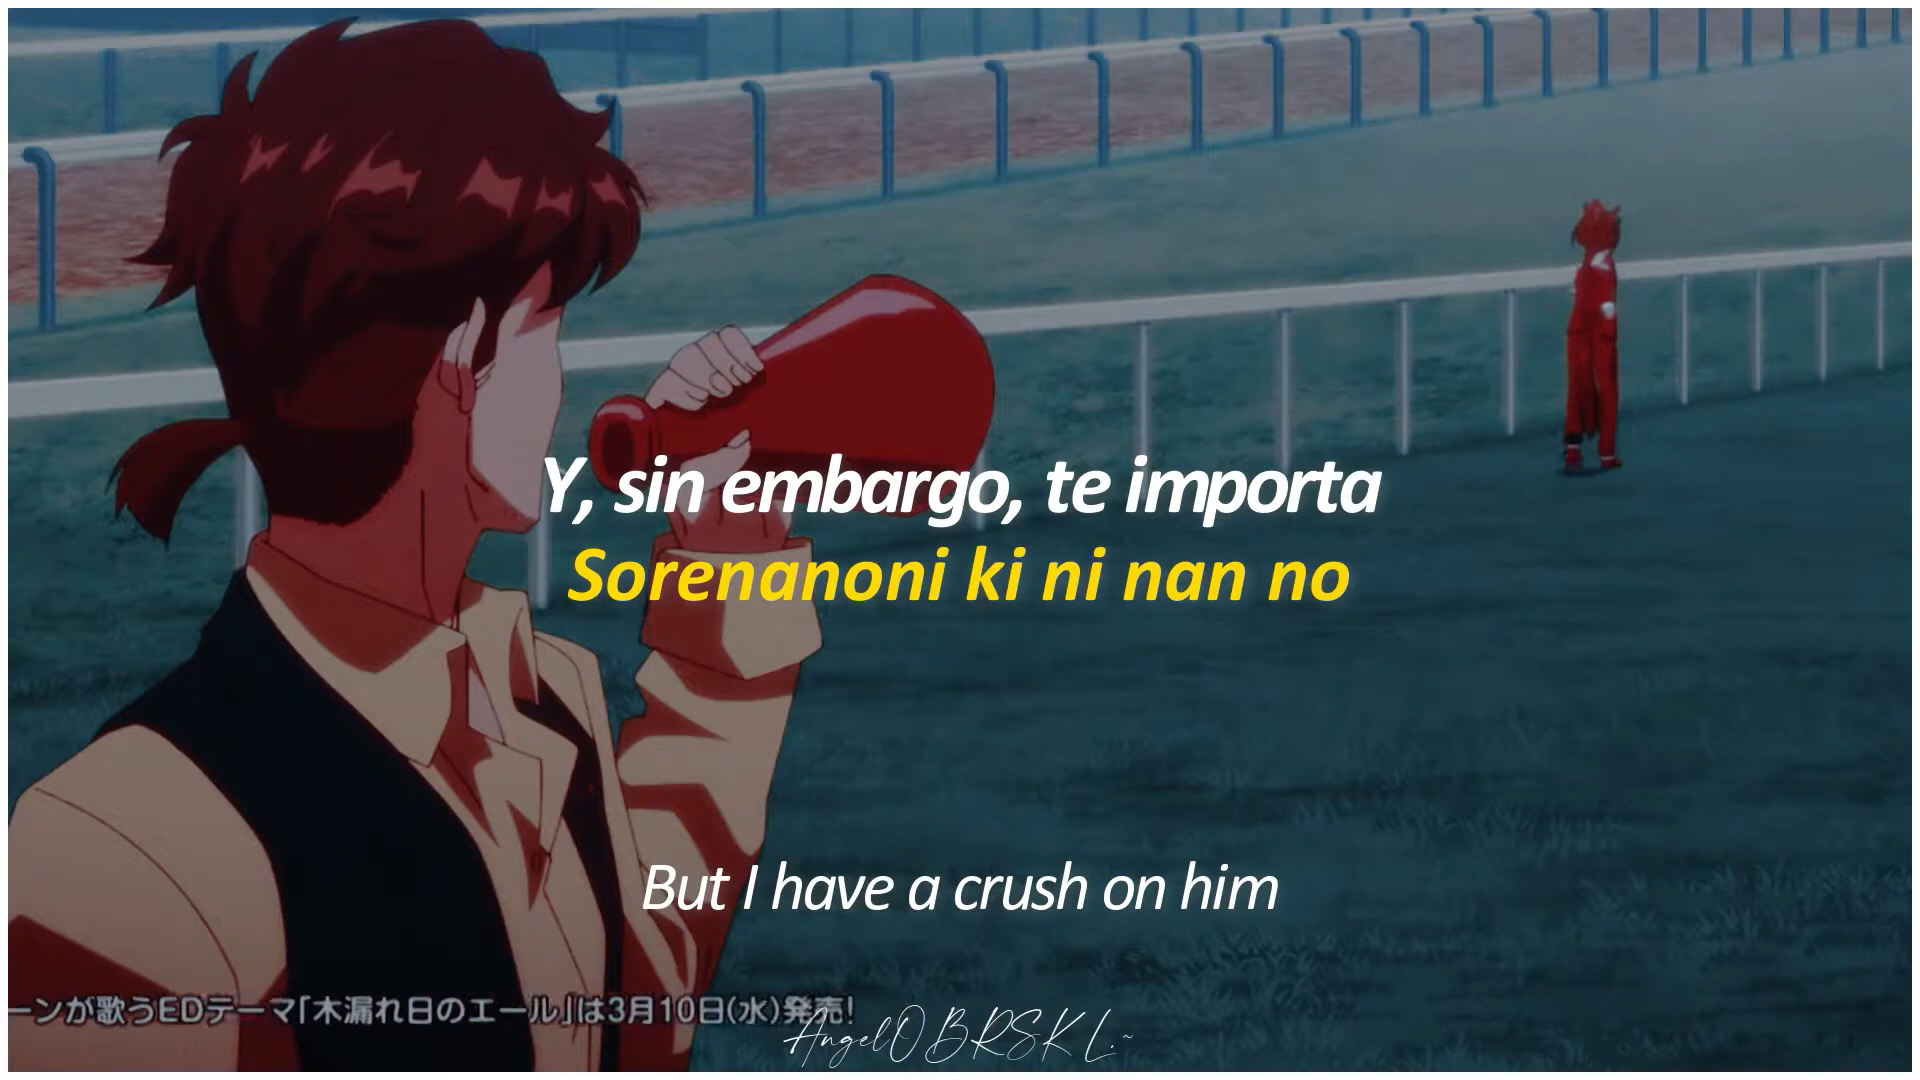 Y, sin embargo, te importa
Sorenanoni ki ni nan no
But I have a crush on him
ーンが歌うEDテーマ「木漏れ日のエール」は3月10日(水)発売!
AngelOBRSKL.~